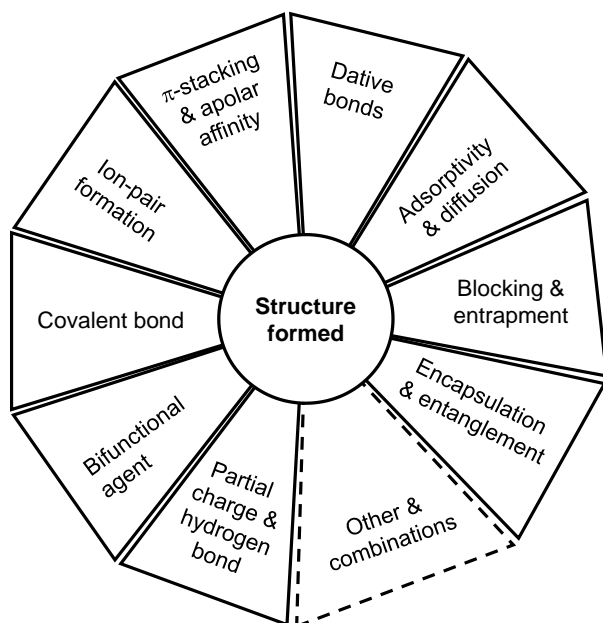 π-stacking
& apolar
affinity
Dative
bonds
Adsorptivity
& diffusion
Blocking &
entrapment
Encapsulation
& entanglement
Other &
combinations
Partial
charge &
hydrogen
bond
Bifunctional
agent
Covalent bond
Ion-pair
formation
Structure
formed